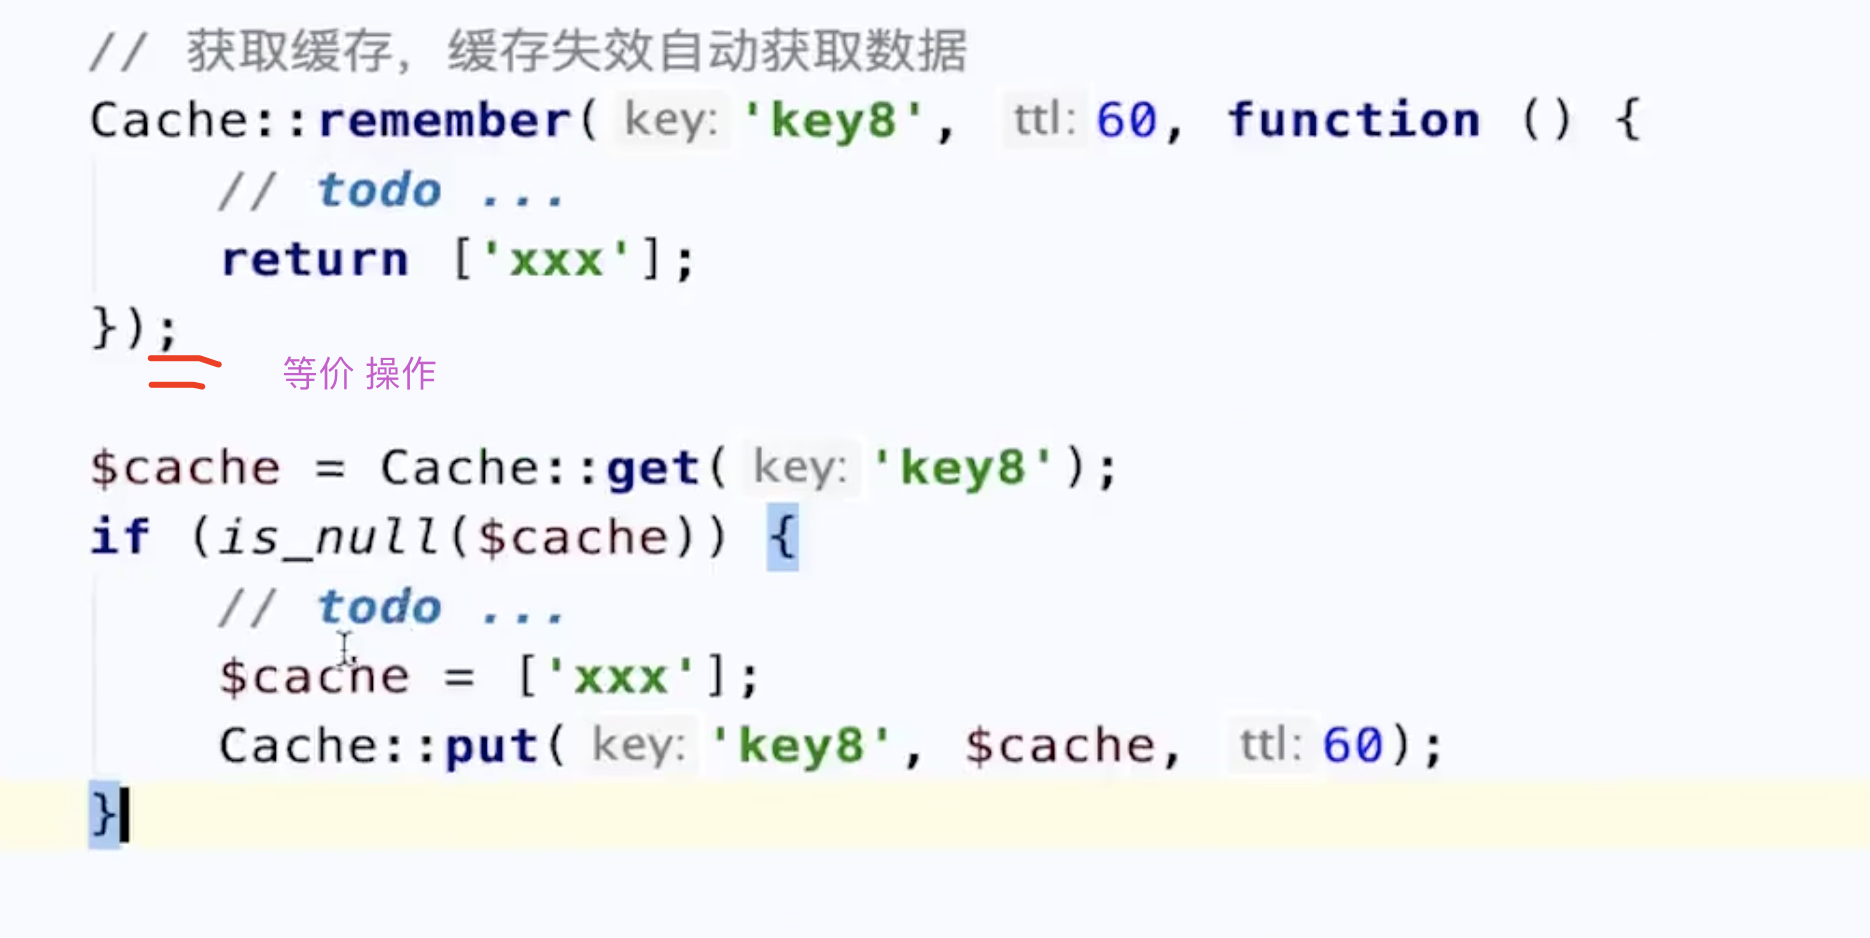 // 获取缓存，缓存失效自动获取数据
Cache::remember( key: 'key8', ttl: 60, function () {
// todo ...
return ['xxx'];
});
等价 操作
$cache = Cache::get( key: 'key8');
if (is_null($cache)) {
// todo ...
$cache = ['xxx'];
Cache::put( key: 'key8', $cache, ttl: 60);
}